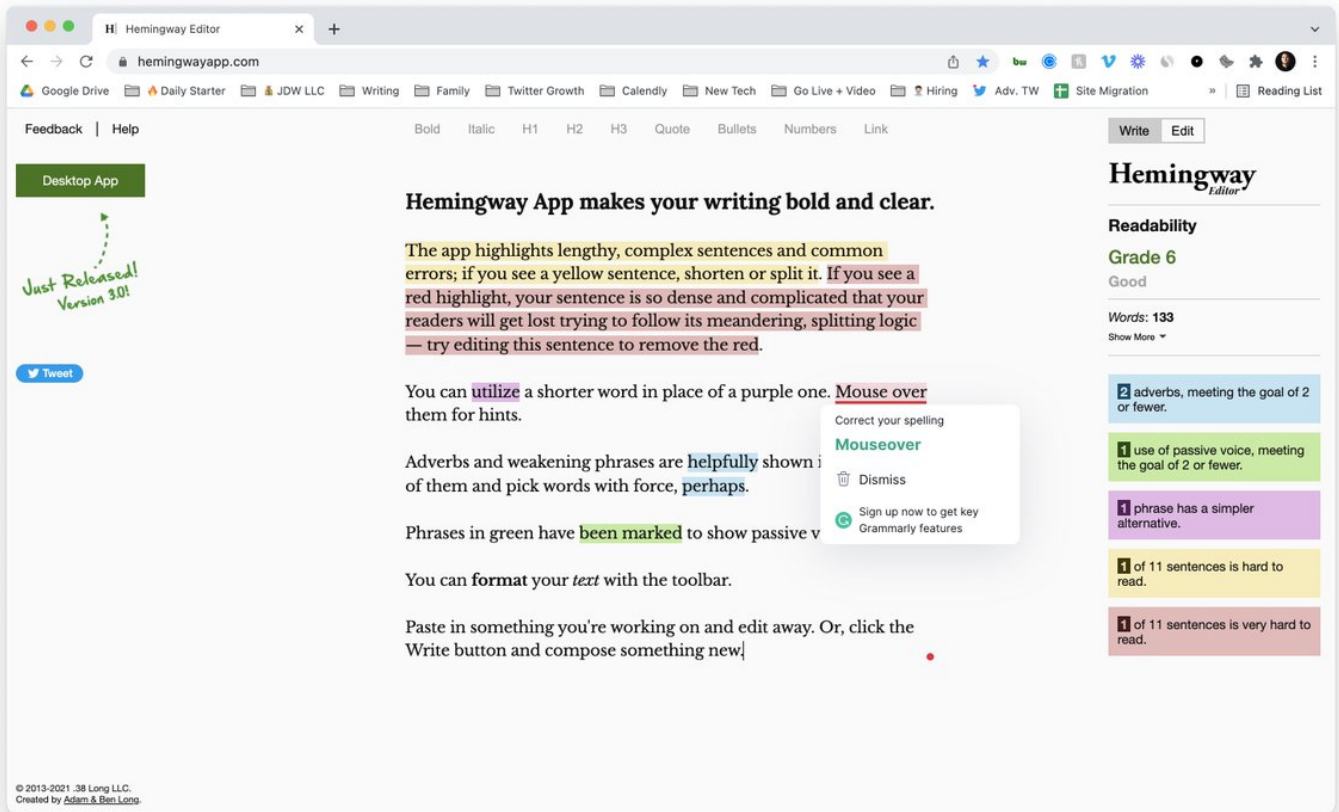 H| Hemingway Editor
hemingwayapp.com
Google Drive Daily Starter JDW LLC Writing Family Twitter Growth Calendly New Tech Go Live + Video Hiring Adv. TW Site Migration » Reading List
Feedback | Help
Bold Italic H1 H2 H3 Quote Bullets Numbers Link
Write Edit
Desktop App
Just Released!
Version 3.0!
Tweet
Hemingway App makes your writing bold and clear.
The app highlights lengthy, complex sentences and common
errors; if you see a yellow sentence, shorten or split it. If you see a
red highlight, your sentence is so dense and complicated that your
readers will get lost trying to follow its meandering, splitting logic
— try editing this sentence to remove the red.
You can utilize a shorter word in place of a purple one. Mouse over
them for hints.
Adverbs and weakening phrases are helpfully shown
of them and pick words with force, perhaps.
Phrases in green have been marked to show passive
You can format your text with the toolbar.
Paste in something you're working on and edit away. Or, click the
Write button and compose something new.
Correct your spelling
Mouseover
Dismiss
Sign up now to get key
Grammarly features
Hemingway
Editor
Readability
Grade 6
Good
Words: 133
Show More
2 adverbs, meeting the goal of 2
or fewer.
1 use of passive voice, meeting
the goal of 2 or fewer.
1 phrase has a simpler
alternative.
1 of 11 sentences is hard to
read.
1 of 11 sentences is very hard to
read.
© 2013-2021 .38 Long LLC.
Created by Adam & Ben Long.